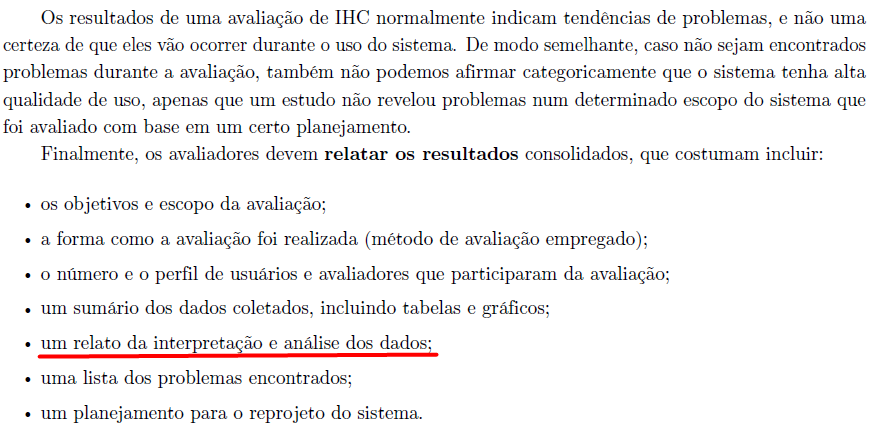 Os resultados de uma avaliação de IHC normalmente indicam tendências de problemas, e não uma
certeza de que eles vão ocorrer durante o uso do sistema. De modo semelhante, caso não sejam encontrados
problemas durante a avaliação, também não podemos afirmar categoricamente que o sistema tenha alta
qualidade de uso, apenas que um estudo não revelou problemas num determinado escopo do sistema que
foi avaliado com base em um certo planejamento.
Finalmente, os avaliadores devem relatar os resultados consolidados, que costumam incluir:
• os objetivos e escopo da avaliação;
• a forma como a avaliação foi realizada (método de avaliação empregado);
• o número e o perfil de usuários e avaliadores que participaram da avaliação;
• um sumário dos dados coletados, incluindo tabelas e gráficos;
• um relato da interpretação e análise dos dados;
• uma lista dos problemas encontrados;
• um planejamento para o reprojeto do sistema.